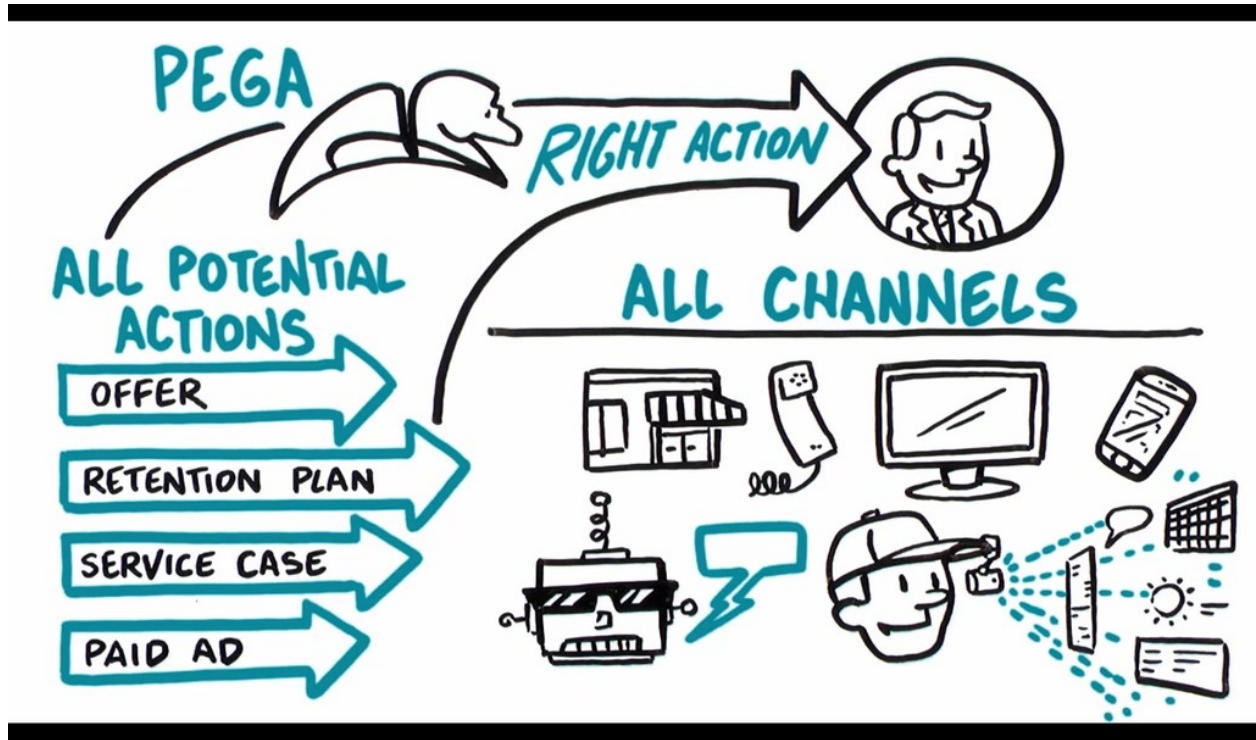 PEGA
RIGHT ACTION
ALL POTENTIAL
ACTIONS
OFFER
RETENTION PLAN
SERVICE CASE
PAID AD
ALL CHANNELS